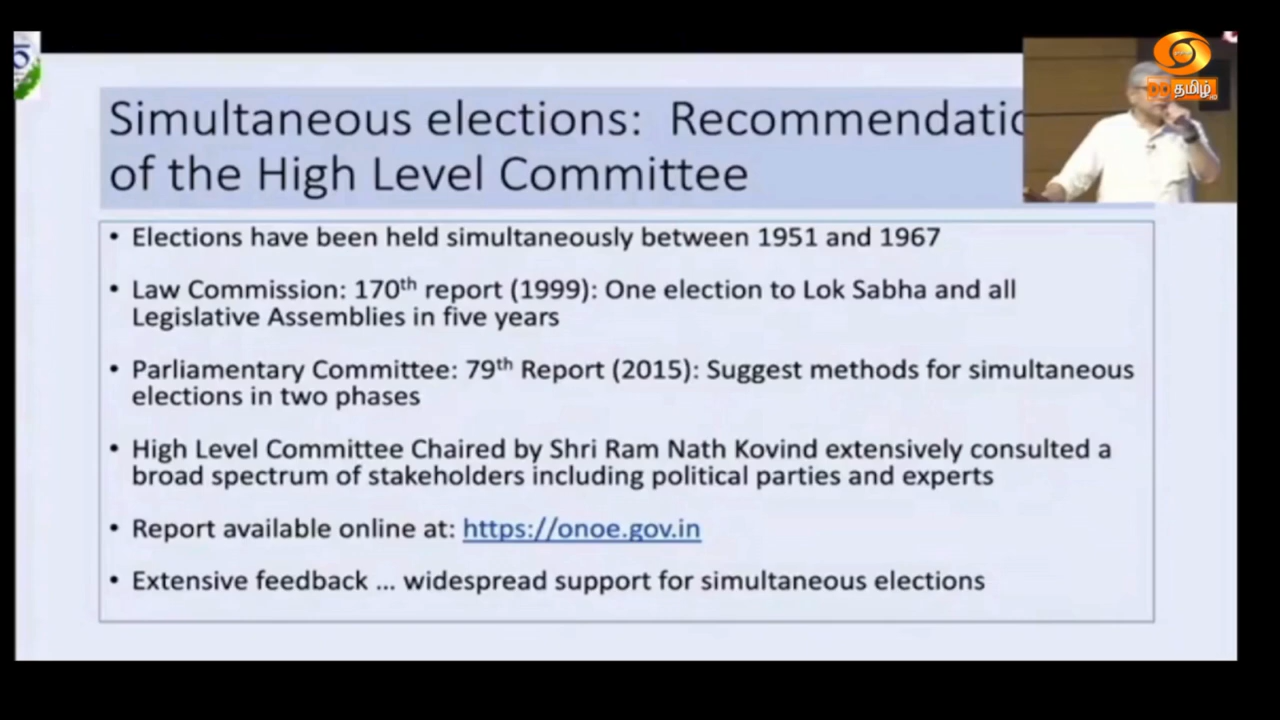 Simultaneous elections: Recommendatio
of the High Level Committee
• Elections have been held simultaneously between 1951 and 1967
• Law Commission: 170th report (1999): One election to Lok Sabha and all
Legislative Assemblies in five years
• Parliamentary Committee: 79th Report (2015): Suggest methods for simultaneous
elections in two phases
• High Level Committee Chaired by Shri Ram Nath Kovind extensively consulted a
broad spectrum of stakeholders including political parties and experts
• Report available online at: https://onoe.gov.in
• Extensive feedback ... widespread support for simultaneous elections
DD தமிழ் HD